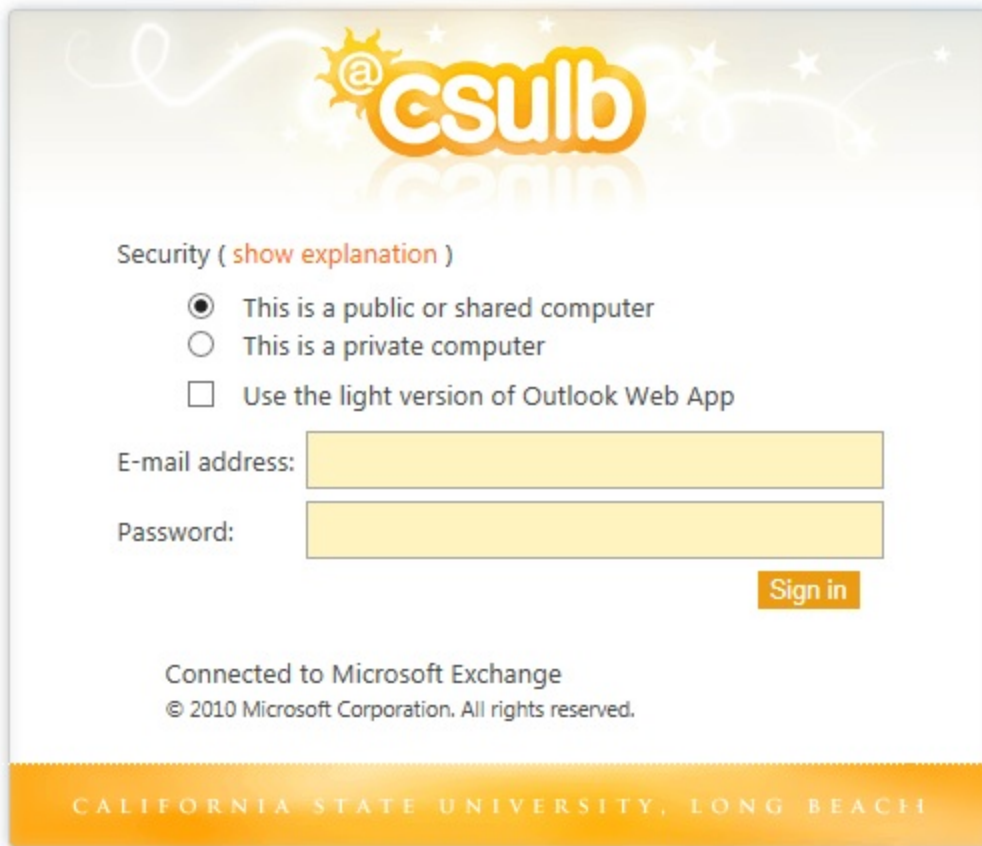 @csulb
Security ( show explanation )
This is a public or shared computer
This is a private computer
Use the light version of Outlook Web App
E-mail address:
Password:
Sign in
Connected to Microsoft Exchange
© 2010 Microsoft Corporation. All rights reserved.
CALIFORNIA STATE UNIVERSITY, LONG BEACH